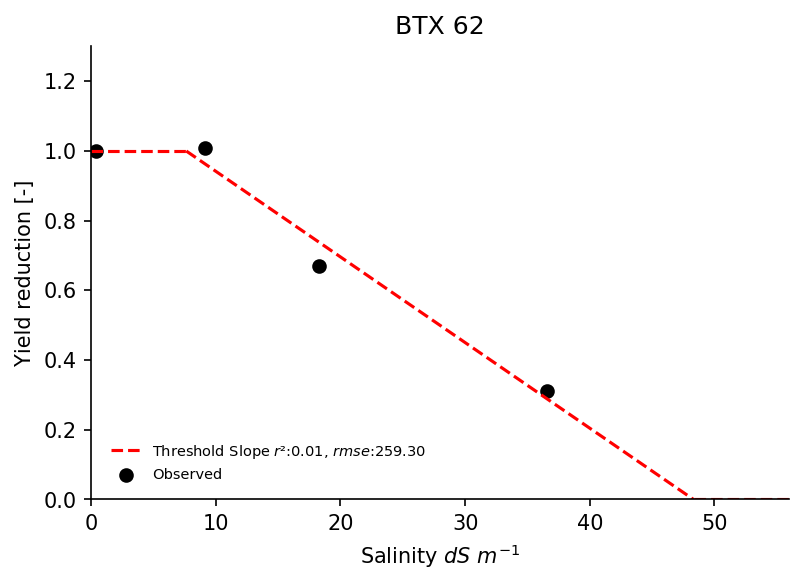 BTX 62
Yield reduction [-]
1.2
1.0
0.8
0.6
0.4
0.2
0.0
Threshold Slope r²:0.01, rmse:259.30
Observed
0 10 20 30 40 50
Salinity dS m⁻¹